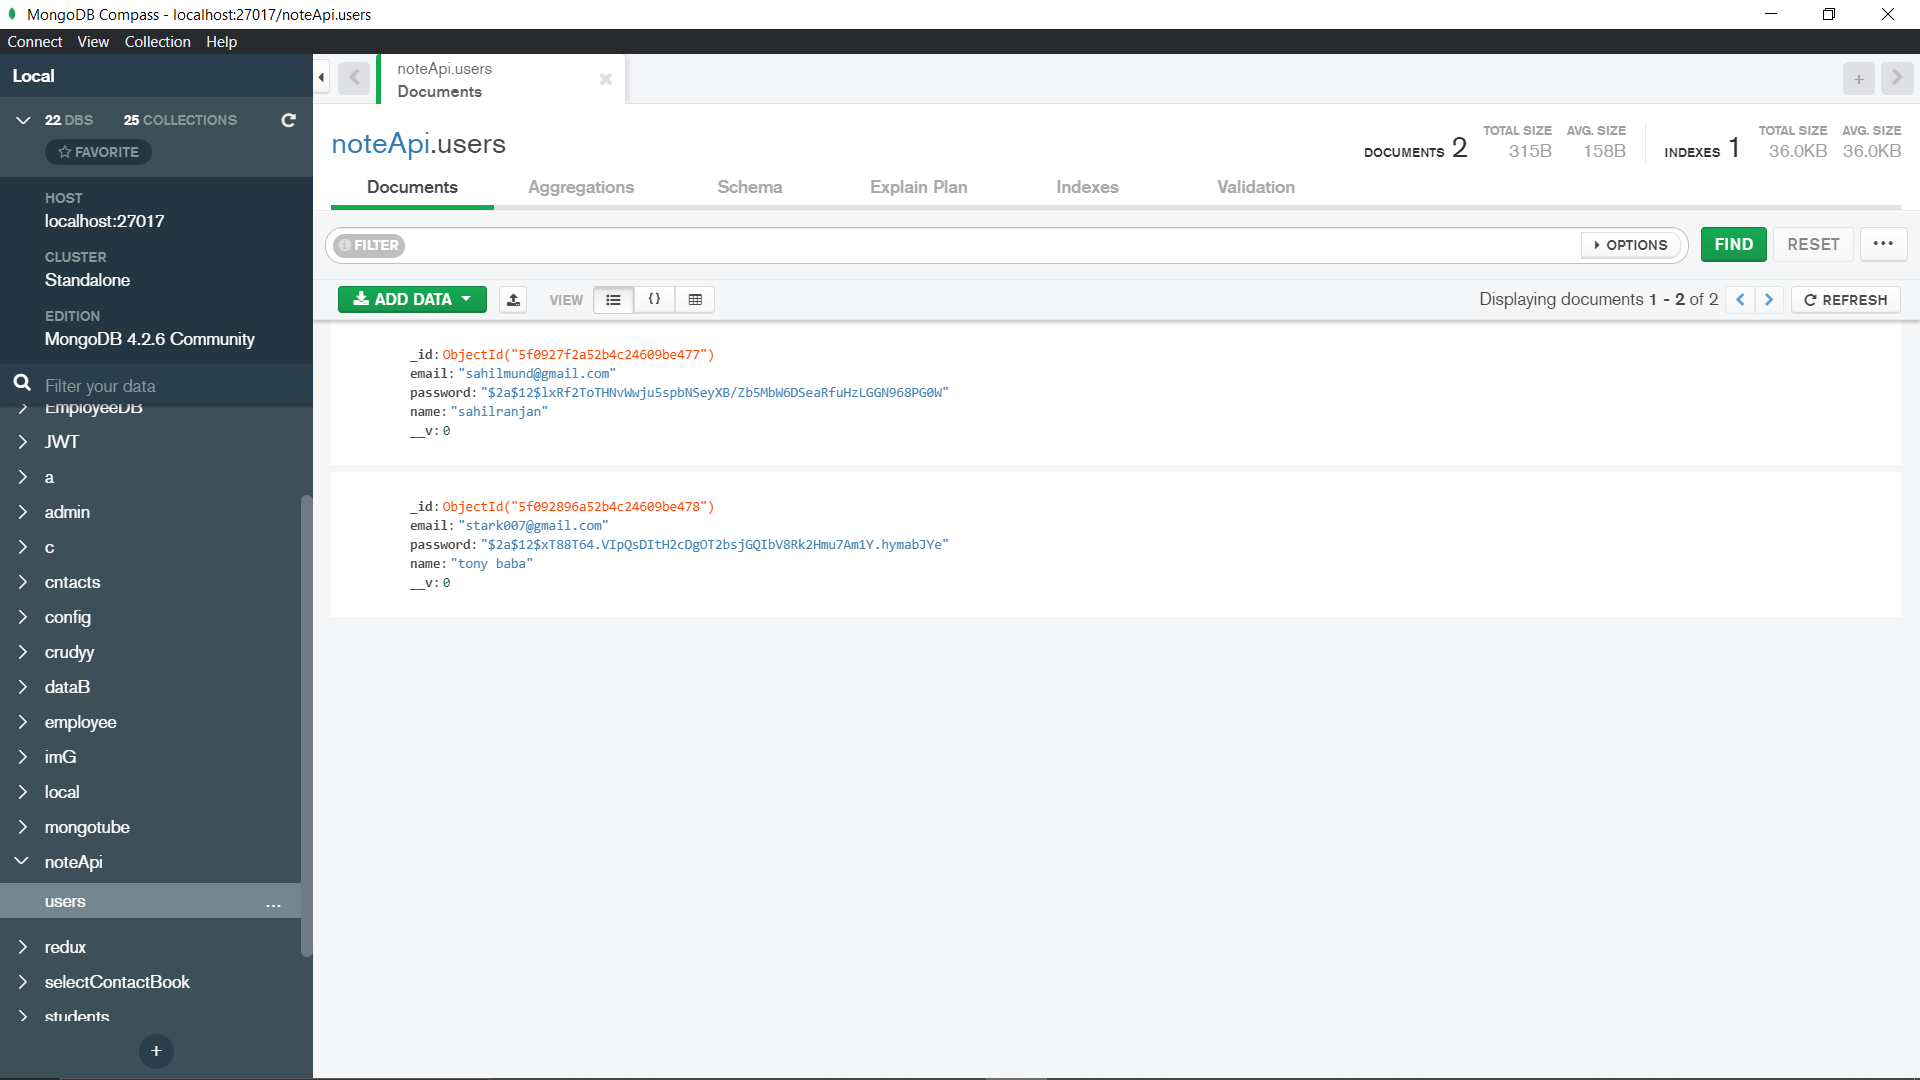 MongoDB Compass - localhost:27017/noteApi.users
Connect View Collection Help
Local
22 DBS 25 COLLECTIONS
FAVORITE
HOST
localhost:27017
CLUSTER
Standalone
EDITION
MongoDB 4.2.6 Community
Filter your data
EmployeeDB
JWT
a
admin
c
cntacts
config
crudyy
dataB
employee
imG
local
mongotube
noteApi
users ...
redux
selectContactBook
students
+
noteApi.users
Documents
noteApi.users
DOCUMENTS 2 TOTAL SIZE 315B AVG. SIZE 158B INDEXES 1 TOTAL SIZE 36.0KB AVG. SIZE 36.0KB
Documents Aggregations Schema Explain Plan Indexes Validation
FILTER OPTIONS FIND RESET ...
ADD DATA VIEW {} Displaying documents 1 - 2 of 2 REFRESH
_id: ObjectId("5f0927f2a52b4c24609be477")
email: "sahilmund@gmail.com"
password: "$2a$12$lxRf2ToTHNvWwju5spbNSeyXB/Zb5MbW6DSeaRfuHzLGGN968PG0W"
name: "sahilranjan"
__v: 0
_id: ObjectId("5f092896a52b4c24609be478")
email: "stark007@gmail.com"
password: "$2a$12$xT88T64.VIpQsDItH2cDgOT2bsjGQIbV8Rk2Hmu7Am1Y.hymabJYe"
name: "tony baba"
__v: 0